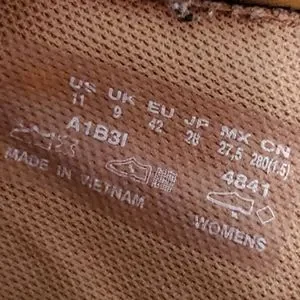 US UK EU JP MX CN
11 9 42 28 27,5 280(1.5)
A1B3I 4841
MADE IN VIETNAM WOMENS